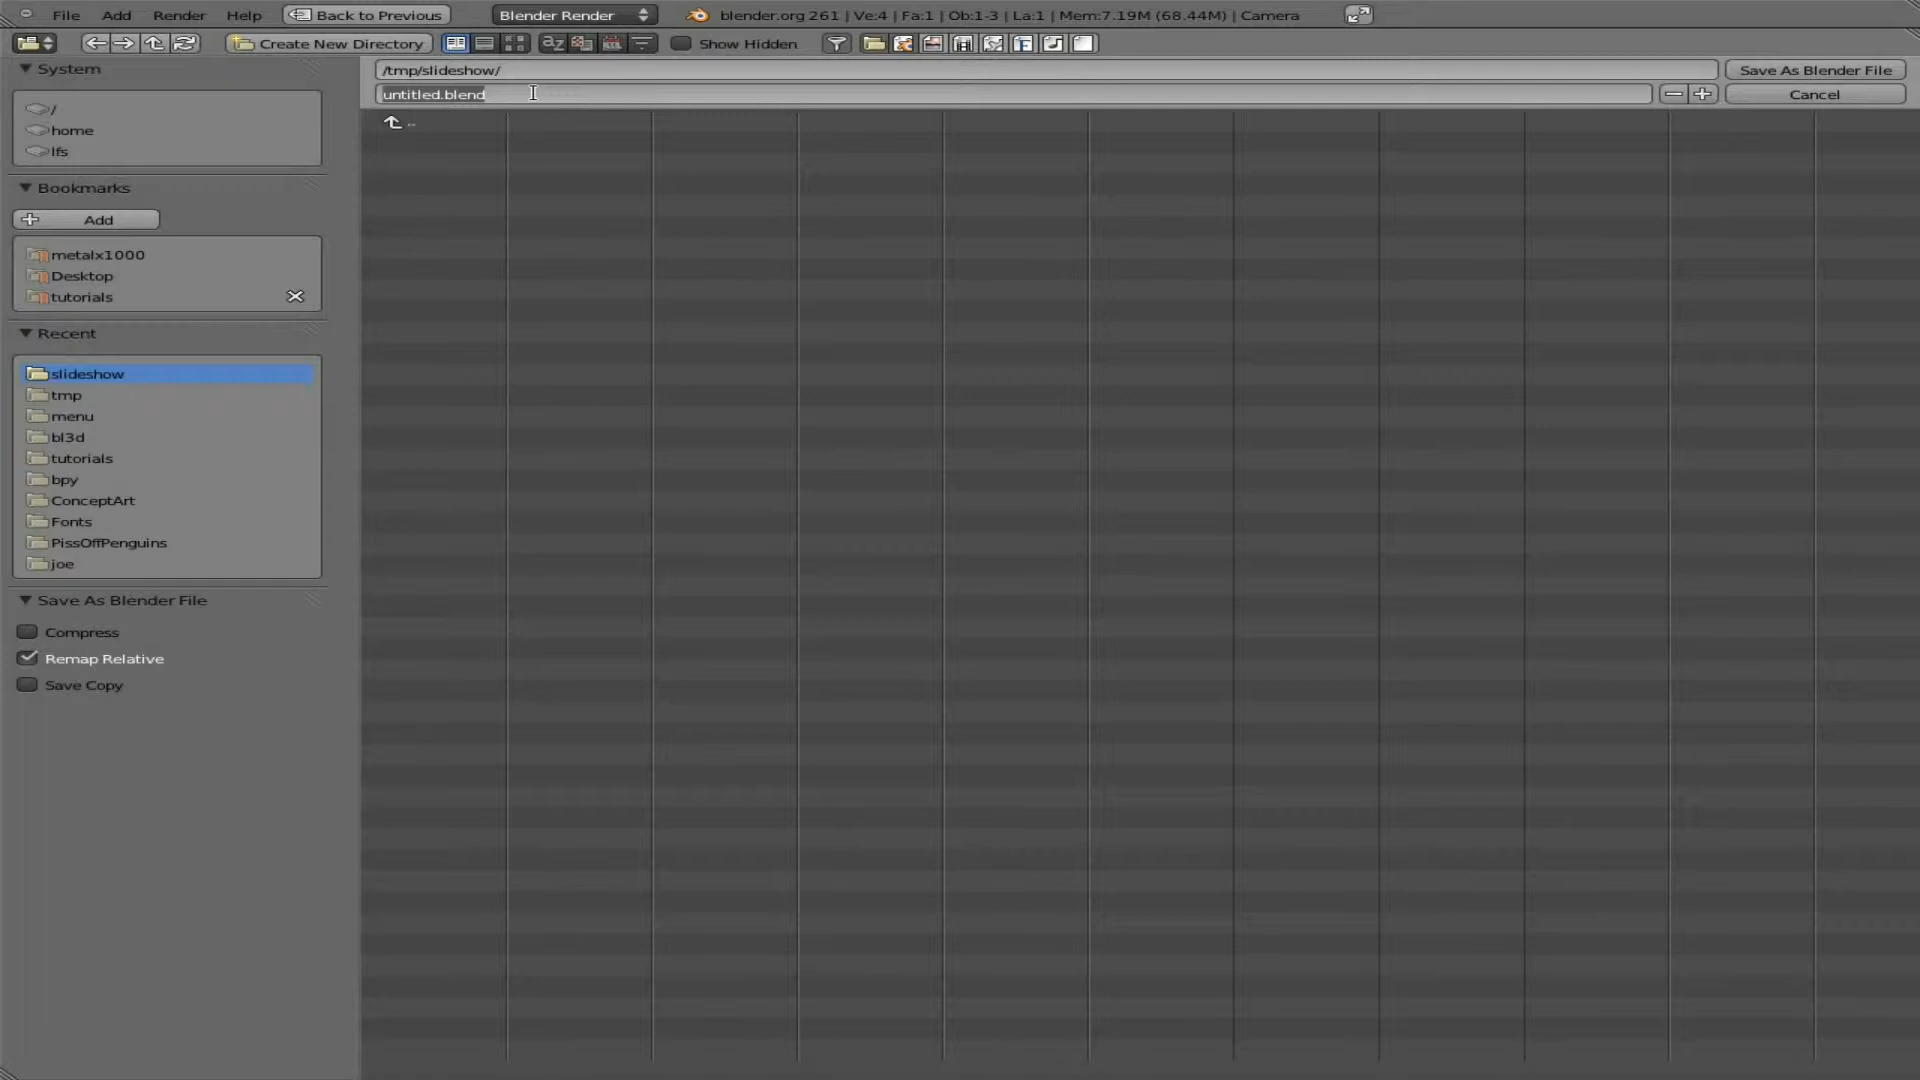 File Add Render Help Back to Previous Blender Render blender.org 261 | Ve:4 | Fa:1 | Ob:1-3 | La:1 | Mem:7.19M (68.44M) | Camera
Create New Directory Show Hidden
System
/tmp/slideshow/ Save As Blender File
untitled.blend Cancel
/
..
home
lfs
Bookmarks
Add
metalx1000
Desktop
tutorials
Recent
slideshow
tmp
menu
bl3d
tutorials
bpy
ConceptArt
Fonts
PissOffPenguins
joe
Save As Blender File
Compress
Remap Relative
Save Copy